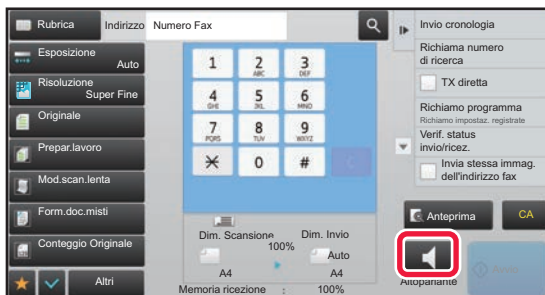 Rubrica
Indirizzo
Numero Fax
Esposizione
Auto
Risoluzione
Super Fine
Originale
Prepar.lavoro
Mod.scan.lenta
Form.doc.misti
Conteggio Originale
Altri
1
2
ABC
3
DEF
4
GHI
5
JKL
6
MNO
7
PQRS
8
TUV
9
WXYZ
0
#
C
Dim. Scansione
Dim. Invio
100%
Auto
A4
A4
Memoria ricezione : 100%
Invio cronologia
Richiama numero
di ricerca
TX diretta
Richiamo programma
Richiamo impostaz. registrate
Verif. status
invio/ricez.
Invia stessa immag.
dell'indirizzo fax
Anteprima
CA
Altoparlante
Avvio